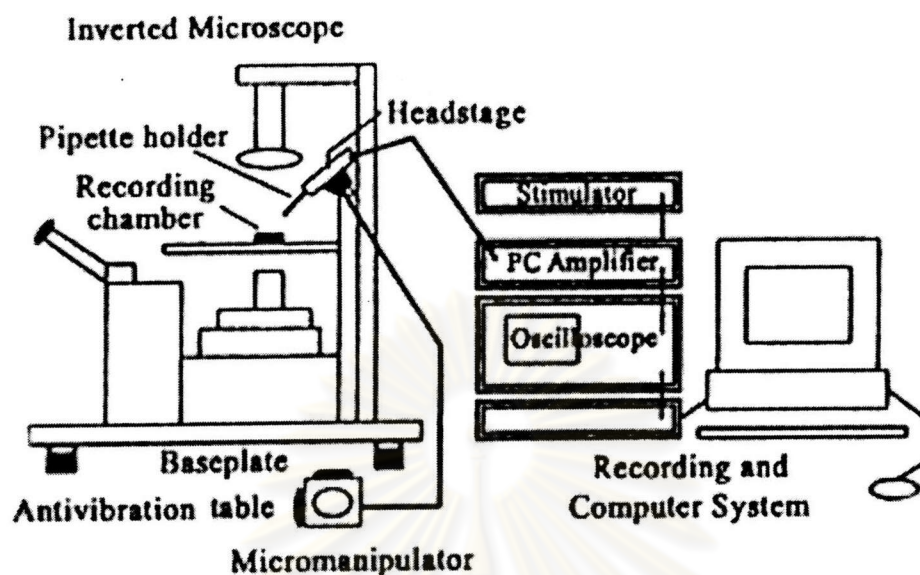 Inverted Microscope
Headstage
Pipette holder
Recording
chamber
Stimulator
PC Amplifier
Oscilloscope
Baseplate
Antivibration table
Micromanipulator
Recording and
Computer System